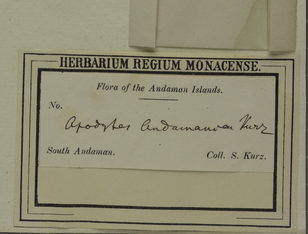 HERBARIUM REGIUM MONACENSE.
Flora of the Andaman Islands.
No.
Apodytes Andamanica Kurz
South Andaman. Coll. S. Kurz.